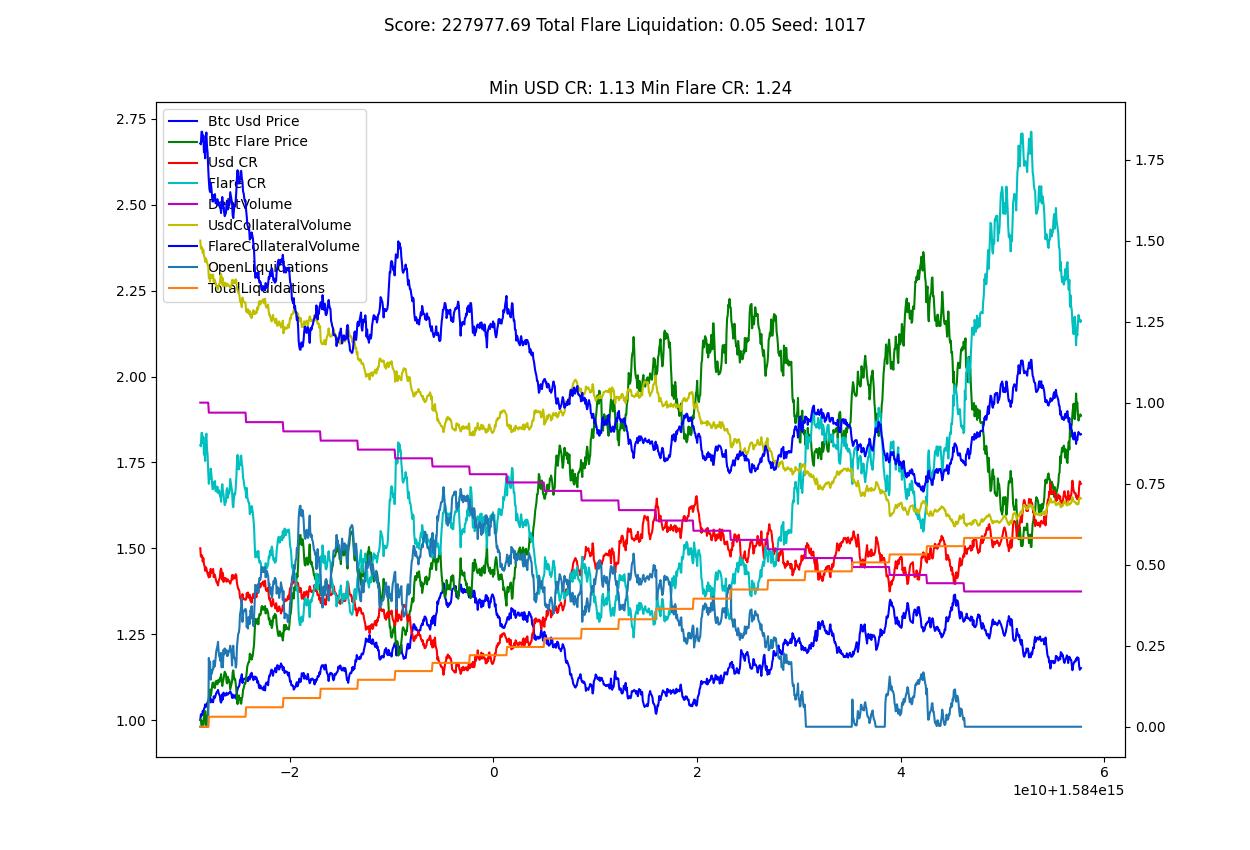 Score: 227977.69 Total Flare Liquidation: 0.05 Seed: 1017
Min USD CR: 1.13 Min Flare CR: 1.24
Btc Usd Price
Btc Flare Price
Usd CR
Flare CR
DebtVolume
UsdCollateralVolume
FlareCollateralVolume
OpenLiquidations
TotalLiquidations
2.75
2.50
2.25
2.00
1.75
1.50
1.25
1.00
1.75
1.50
1.25
1.00
0.75
0.50
0.25
0.00
−2
0
2
4
6
1e10+1.584e15